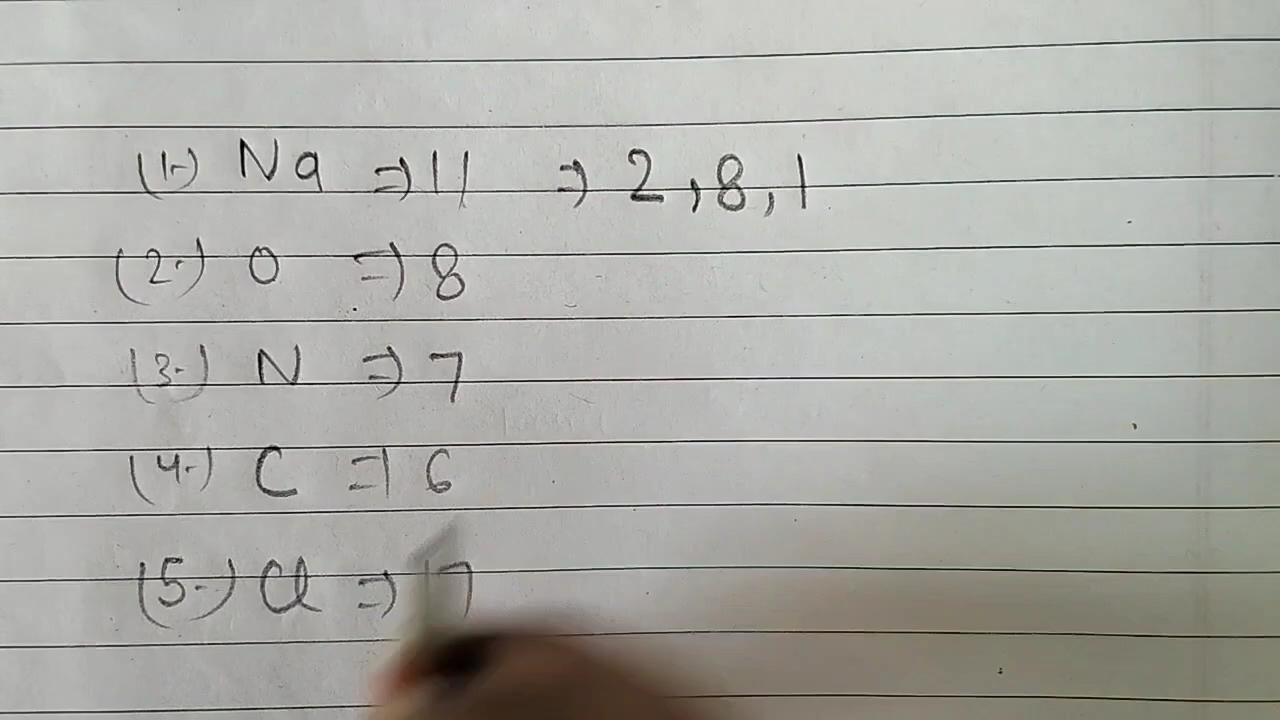 (1.) Na => 11 => 2, 8, 1
(2.) O => 8
(3.) N => 7
(4.) C => 6
(5.) Cl => 17